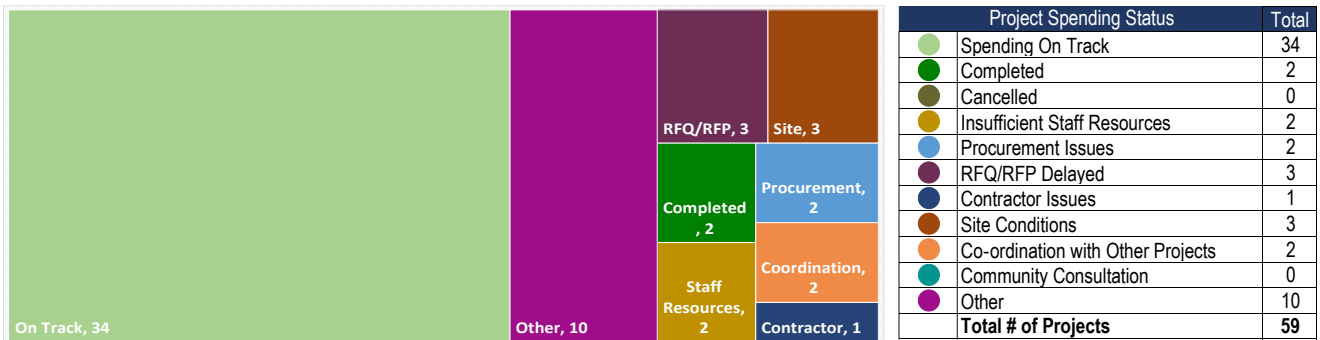 On Track, 34
Other, 10
RFQ/RFP, 3
Site, 3
Completed
, 2
Procurement,
2
Staff
Resources,
2
Coordination,
2
Contractor, 1
Project Spending Status Total
Spending On Track 34
Completed 2
Cancelled 0
Insufficient Staff Resources 2
Procurement Issues 2
RFQ/RFP Delayed 3
Contractor Issues 1
Site Conditions 3
Co-ordination with Other Projects 2
Community Consultation 0
Other 10
Total # of Projects 59